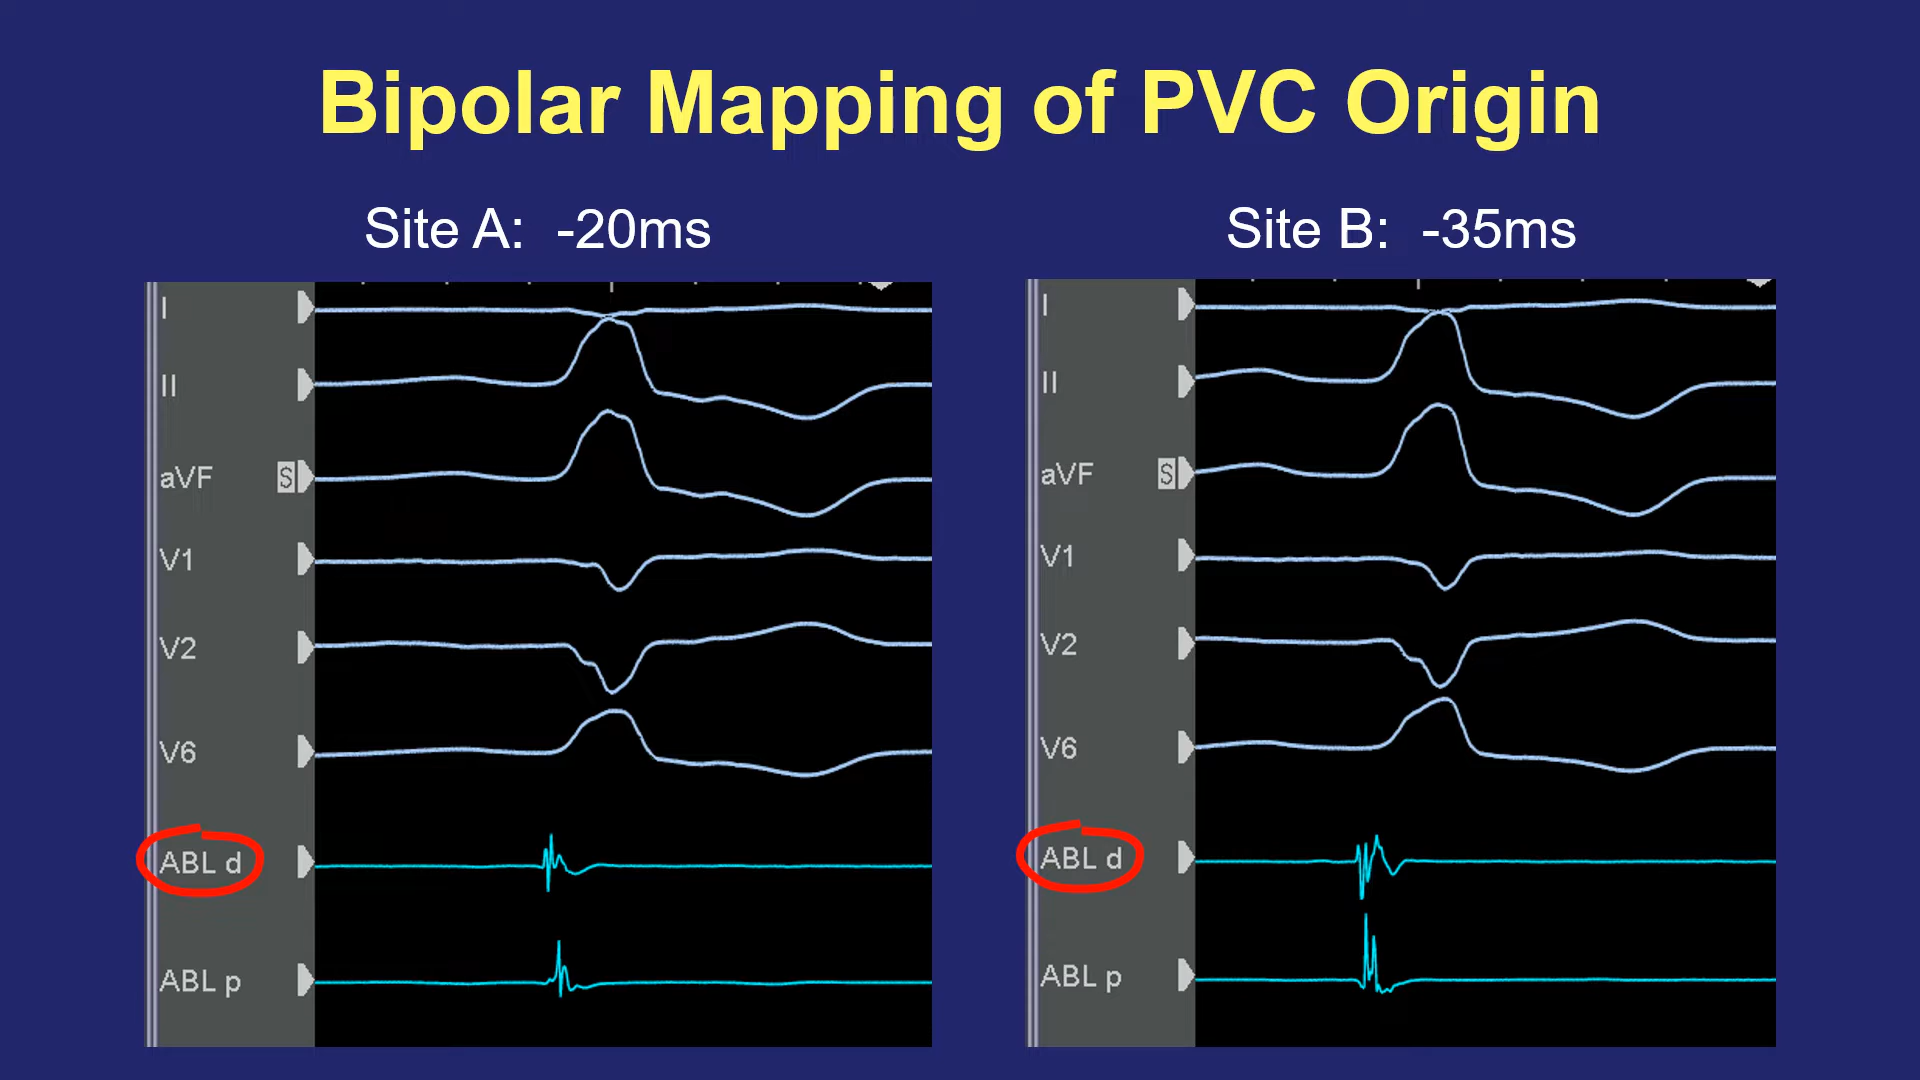 Bipolar Mapping of PVC Origin
Site A: -20ms
I
II
aVF S
V1
V2
V6
ABL d
ABL p
Site B: -35ms
I
II
aVF S
V1
V2
V6
ABL d
ABL p